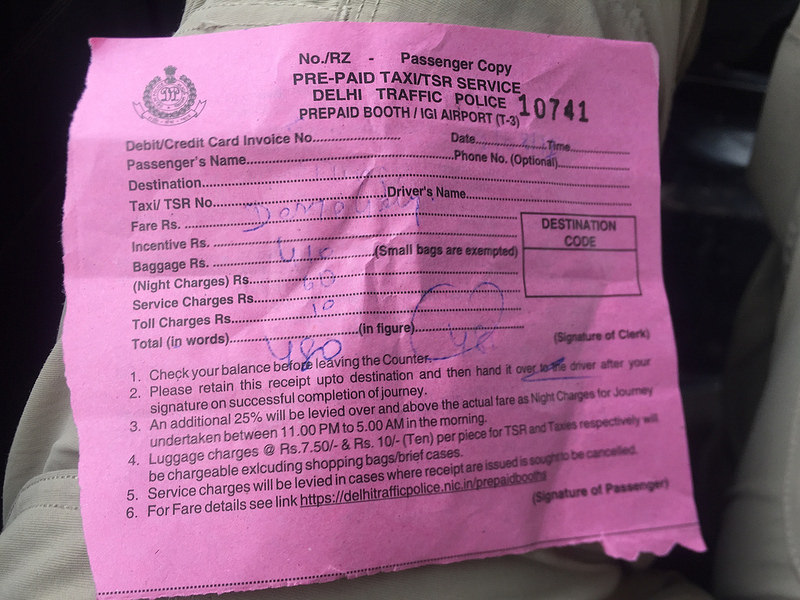 No./RZ - Passenger Copy
PRE-PAID TAXI/TSR SERVICE
DELHI TRAFFIC POLICE 10741
PREPAID BOOTH / IGI AIRPORT (T-3)
Debit/Credit Card Invoice No. Date Time
Passenger's Name Phone No. (Optional)
Destination
Taxi/ TSR No. Driver's Name
Fare Rs.
Incentive Rs.
Baggage Rs. (Small bags are exempted)
(Night Charges) Rs. 60
Service Charges Rs. 10
Toll Charges Rs.
Total (in words) 480 (in figure)
DESTINATION
CODE
(Signature of Clerk)
1. Check your balance before leaving the Counter.
2. Please retain this receipt upto destination and then hand it over to the driver after your
signature on successful completion of journey.
3. An additional 25% will be levied over and above the actual fare as Night Charges for Journey
undertaken between 11.00 PM to 5.00 AM in the morning.
4. Luggage charges @ Rs.7.50/- & Rs. 10/- (Ten) per piece for TSR and Taxies respectively will
be chargeable exlcuding shopping bags/brief cases.
5. Service charges will be levied in cases where receipt are issued is sought to be cancelled.
6. For Fare details see link https://delhitrafficpolice.nic.in/prepaidbooths
(Signature of Passenger)